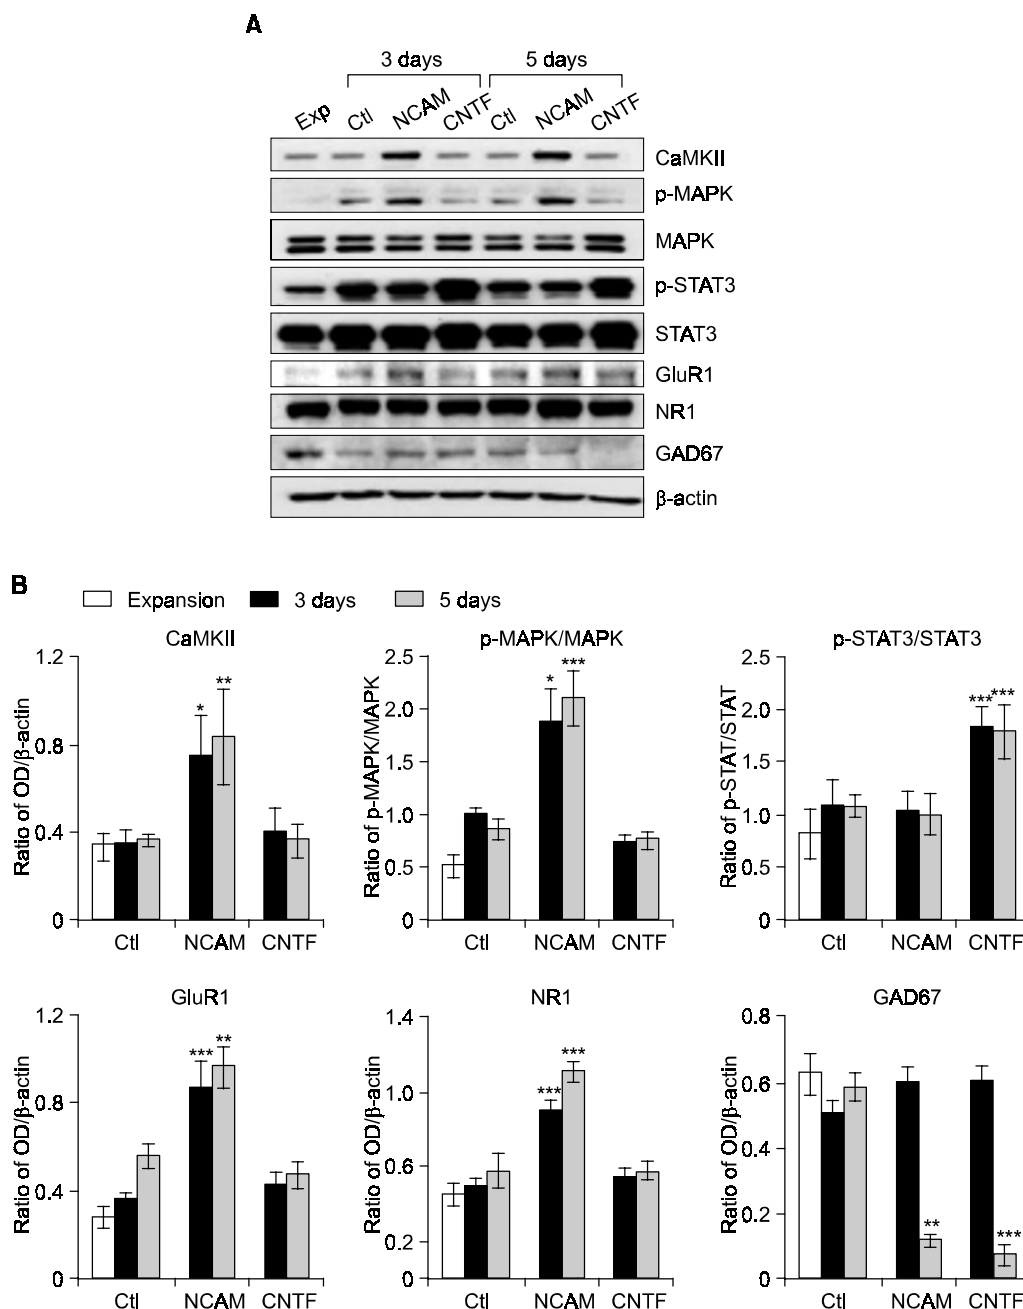 A
3 days 5 days
Exp Ctl NCAM CNTF Ctl NCAM CNTF
CaMKII
p-MAPK
MAPK
p-STAT3
STAT3
GluR1
NR1
GAD67
β-actin
B
Expansion 3 days 5 days
CaMKII
Ratio of OD/β-actin
1.2
0.8
0.4
0
* **
Ctl NCAM CNTF
p-MAPK/MAPK
Ratio of p-MAPK/MAPK
2.5
2.0
1.5
1.0
0.5
0
* ***
Ctl NCAM CNTF
p-STAT3/STAT3
Ratio of p-STAT/STAT
2.5
2.0
1.5
1.0
0.5
0
*** ***
Ctl NCAM CNTF
GluR1
Ratio of OD/β-actin
1.2
0.8
0.4
0
*** **
Ctl NCAM CNTF
NR1
Ratio of OD/β-actin
1.4
1.0
0.6
0.2
0
*** ***
Ctl NCAM CNTF
GAD67
Ratio of OD/β-actin
0.8
0.6
0.4
0.2
0
** ***
Ctl NCAM CNTF